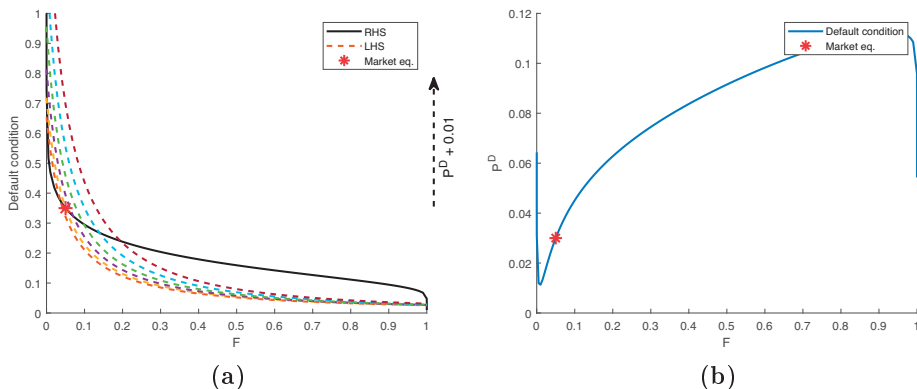 1
0.9
0.8
0.7
0.6
0.5
0.4
0.3
0.2
0.1
0
Default condition
0 0.1 0.2 0.3 0.4 0.5 0.6 0.7 0.8 0.9 1
F
RHS
LHS
Market eq.
P^D + 0.01
(a)
0.12
0.1
0.08
0.06
0.04
0.02
0
P^D
0 0.1 0.2 0.3 0.4 0.5 0.6 0.7 0.8 0.9 1
F
Default condition
Market eq.
(b)